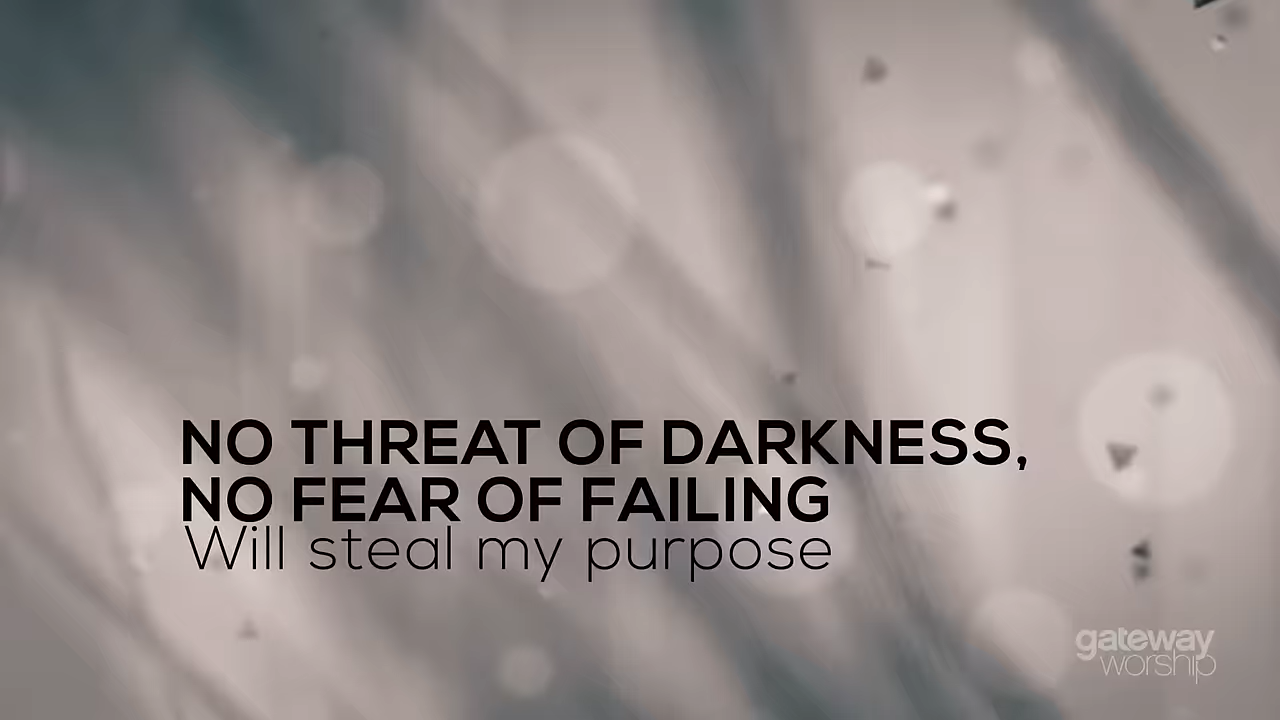 NO THREAT OF DARKNESS,
NO FEAR OF FAILING
Will steal my purpose
gateway
worship